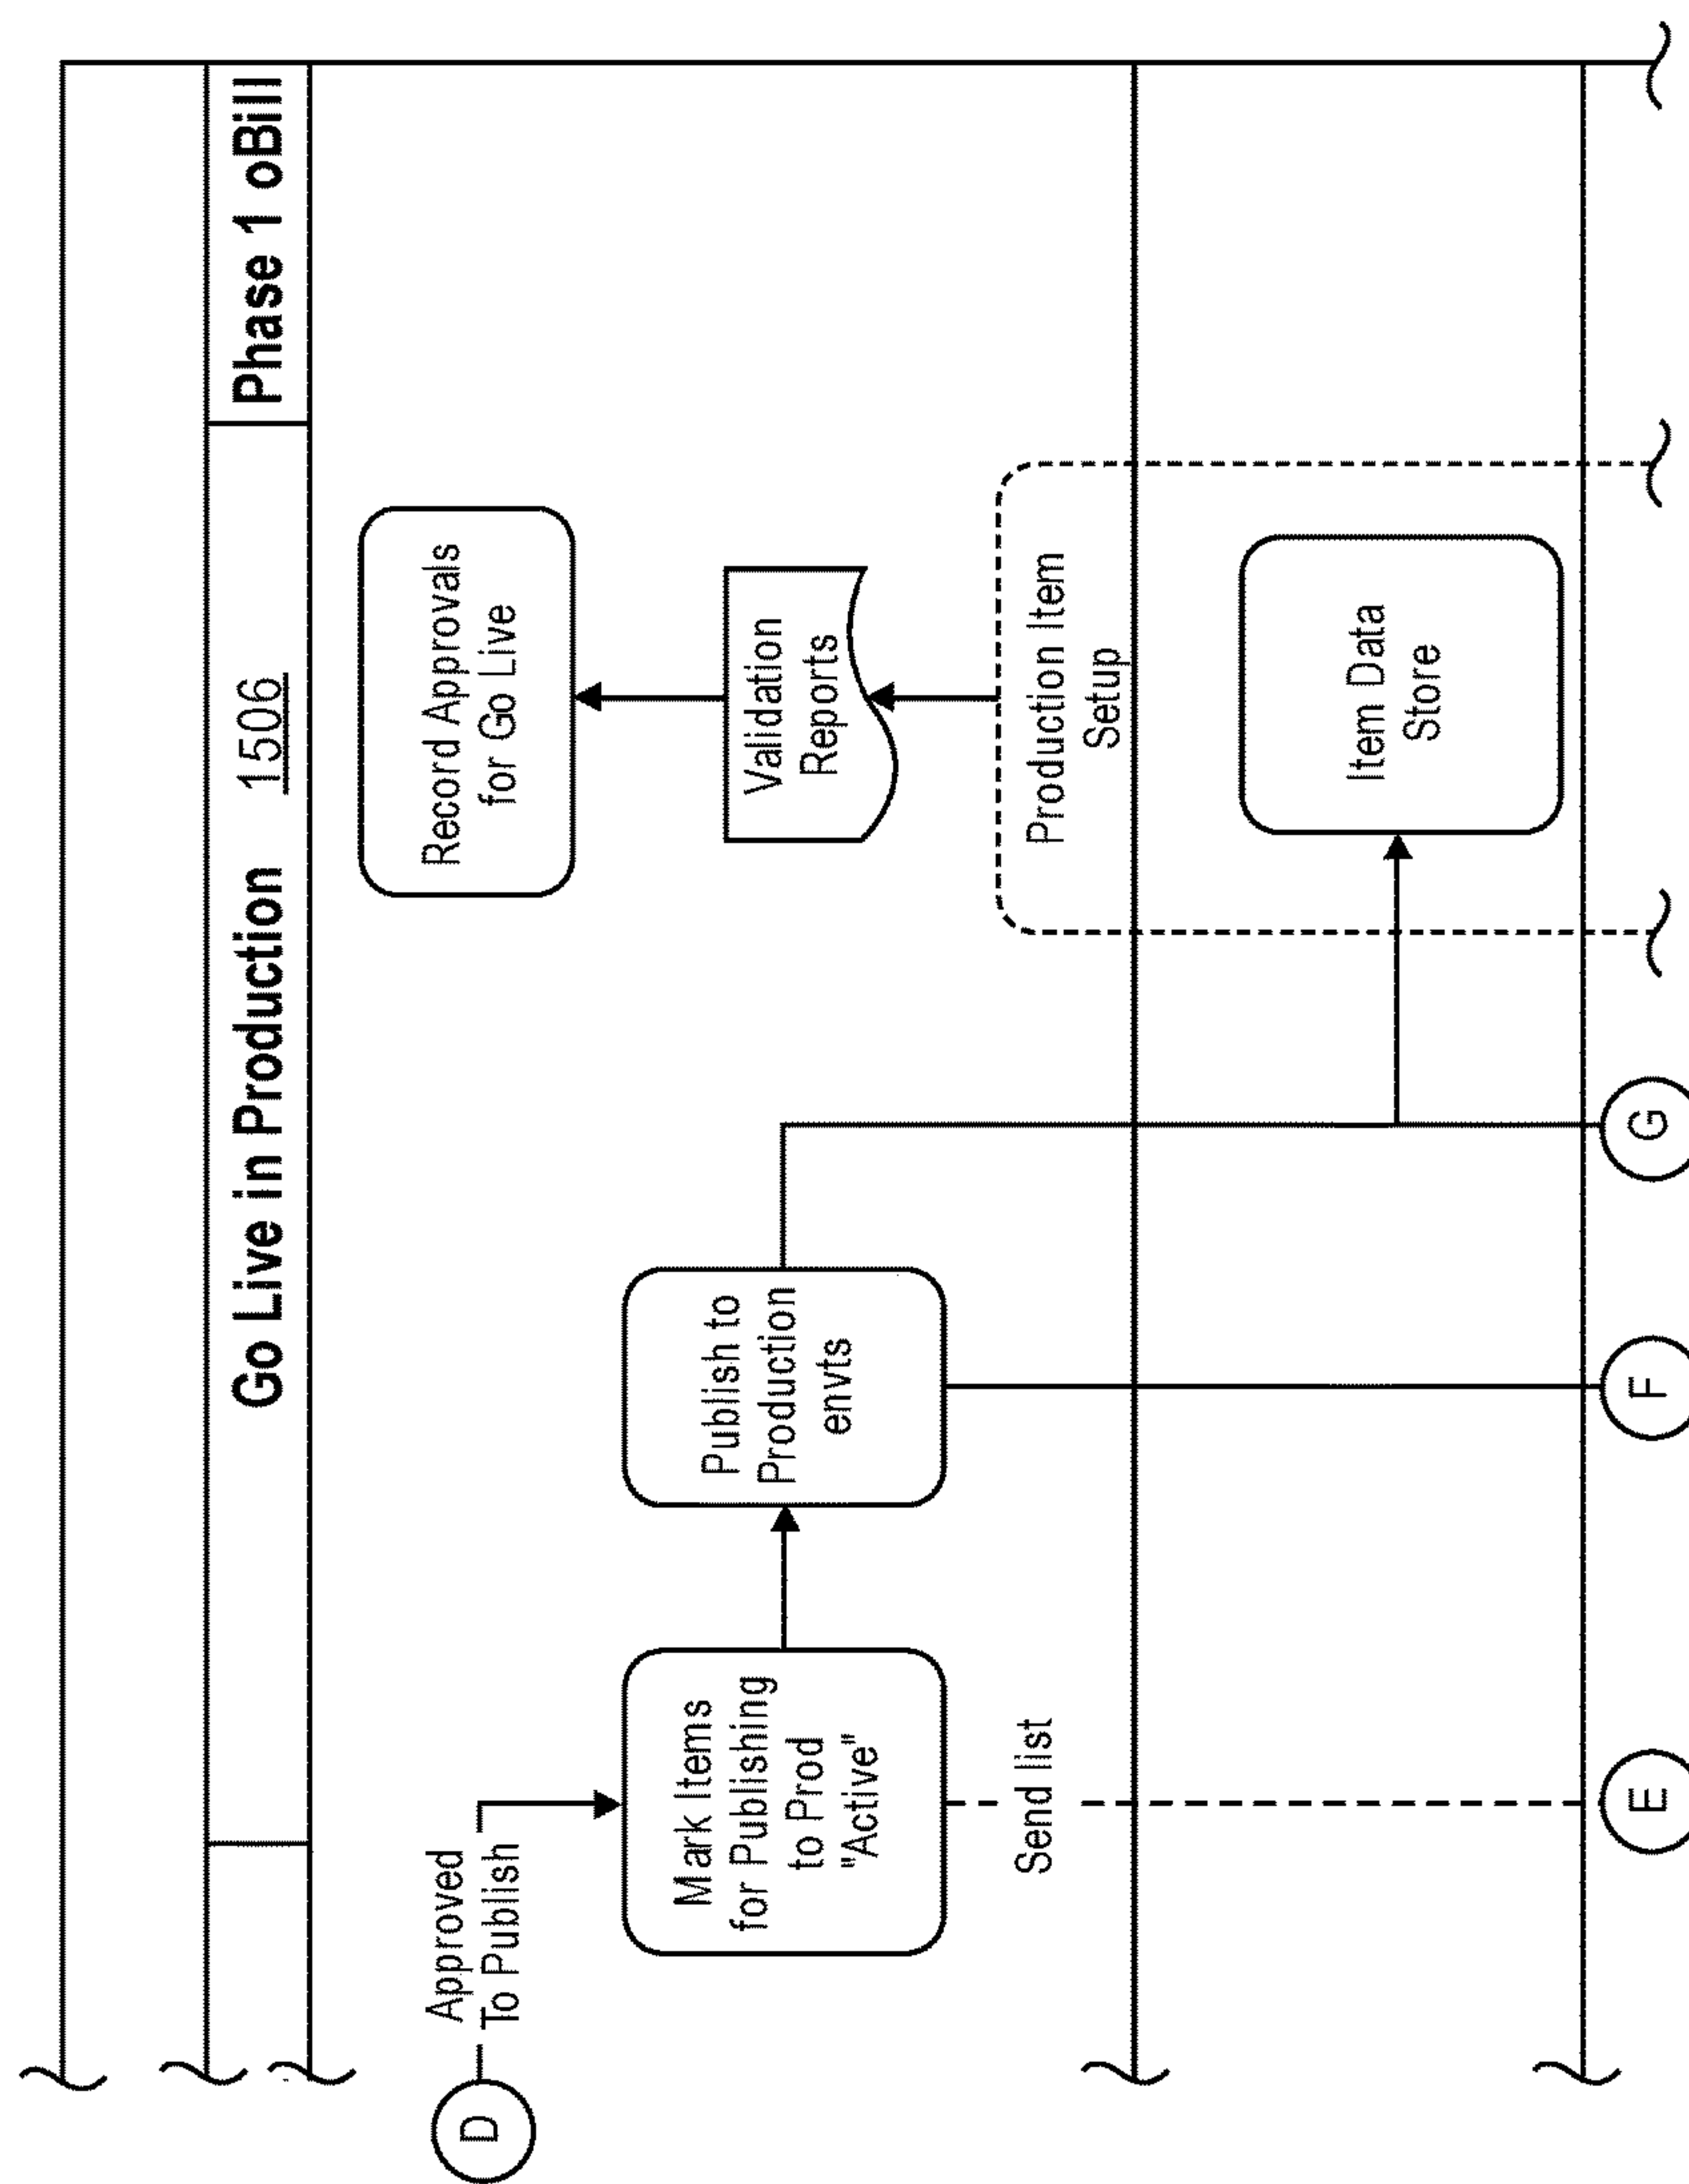 Go Live in Production 1506
Phase 1 oBill
D
Approved
To Publish
Mark Items
for Publishing
to Prod
"Active"
Send list
Publish to
Production
envts
Record Approvals
for Go Live
Validation
Reports
Production Item
Setup
Item Data
Store
E
F
G